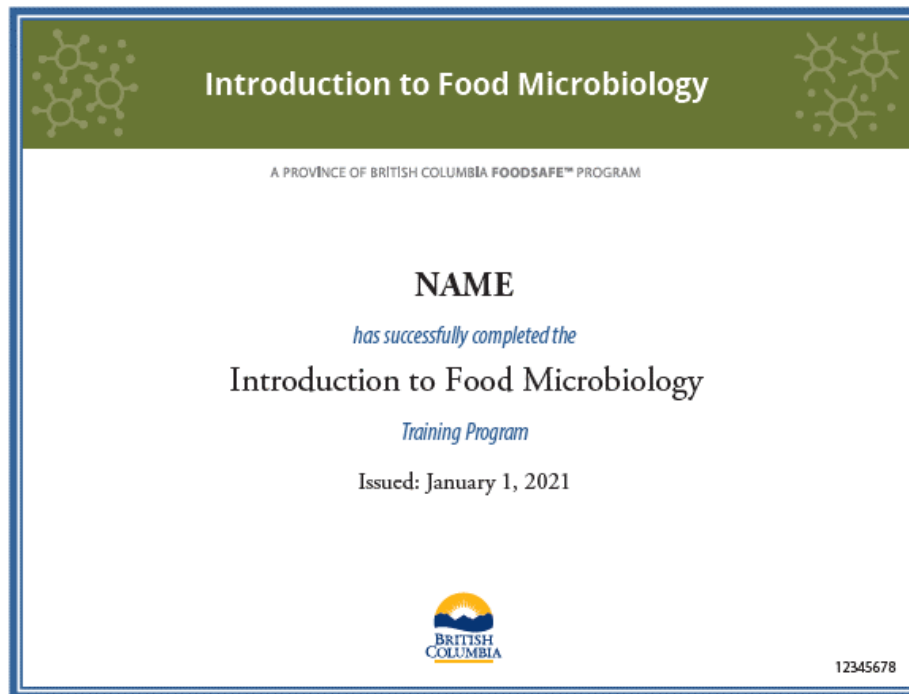 Introduction to Food Microbiology
A PROVINCE OF BRITISH COLUMBIA FOODSAFE™ PROGRAM
NAME
has successfully completed the
Introduction to Food Microbiology
Training Program
Issued: January 1, 2021
BRITISH
COLUMBIA
12345678